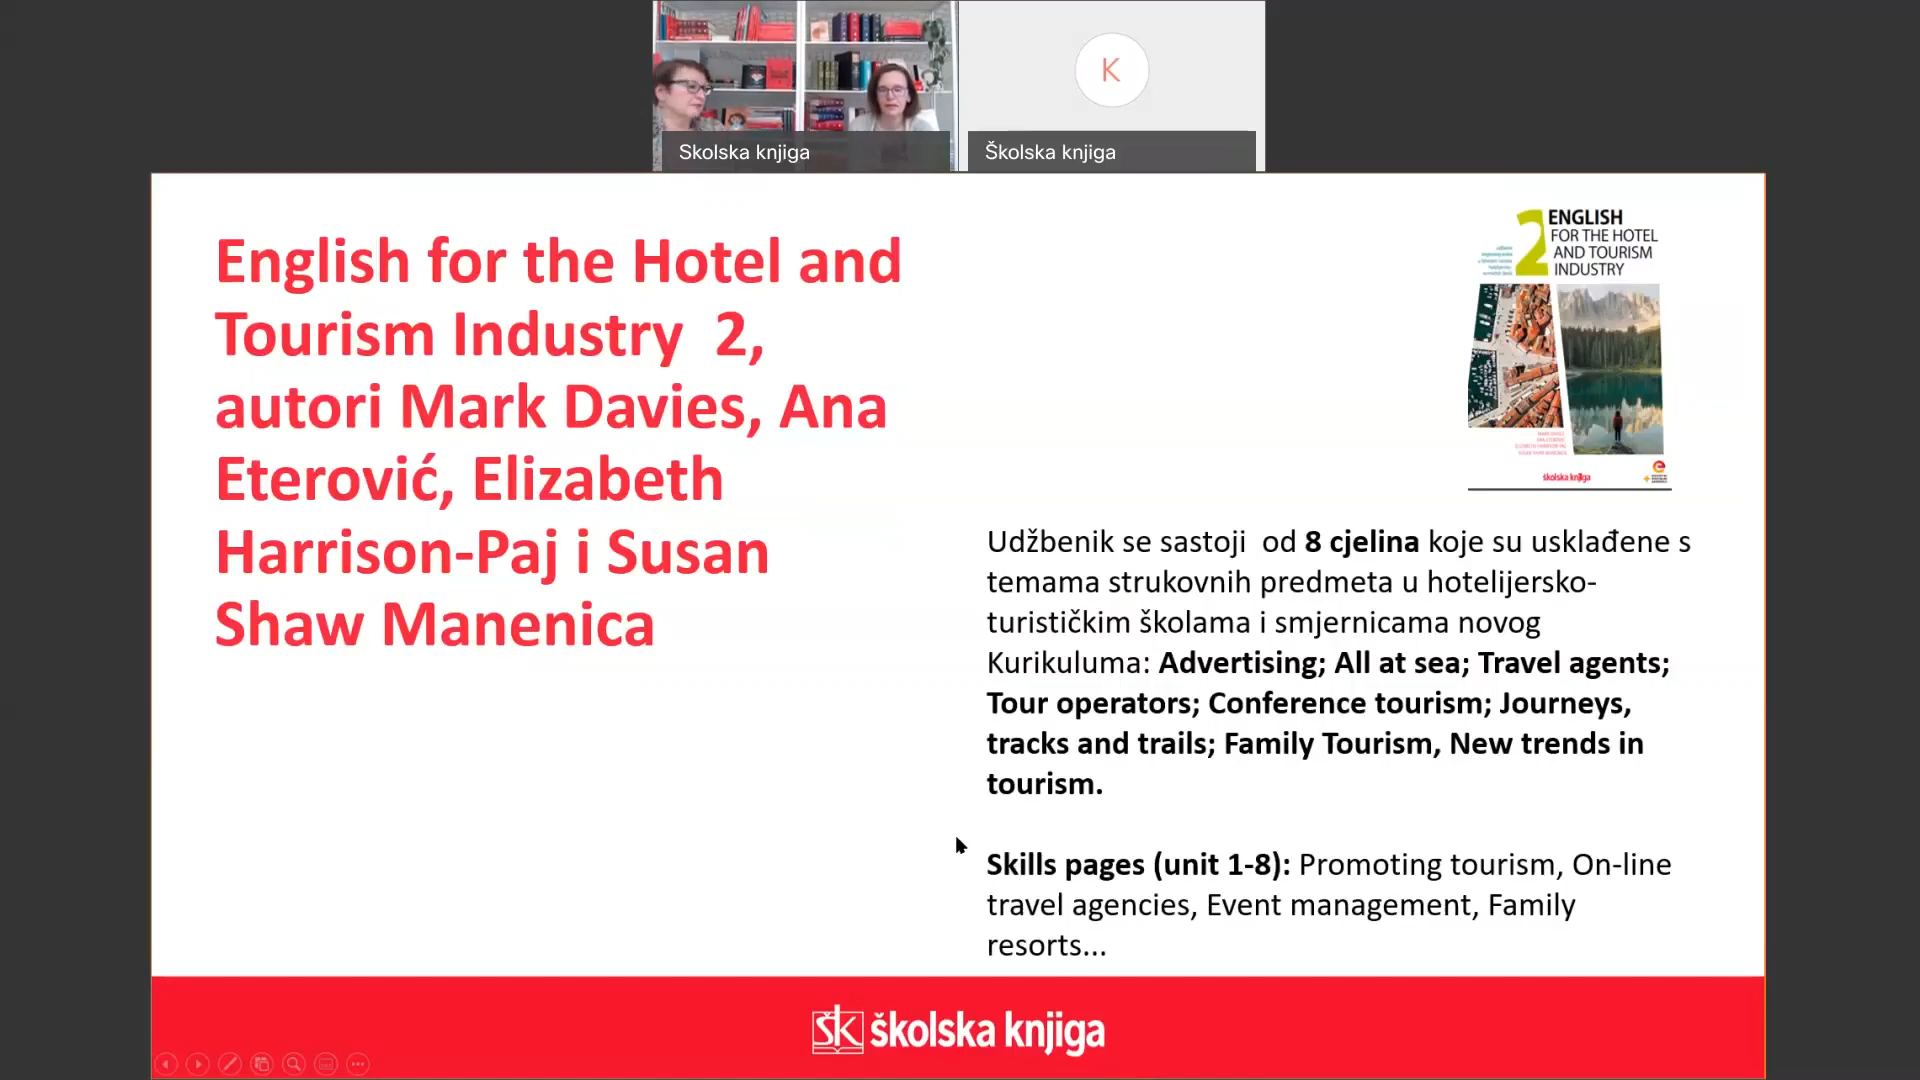 Skolska knjiga
K
Školska knjiga
English for the Hotel and
Tourism Industry 2,
autori Mark Davies, Ana
Eterović, Elizabeth
Harrison-Paj i Susan
Shaw Manenica
2
ENGLISH
FOR THE HOTEL
AND TOURISM
INDUSTRY
školska knjiga
Udžbenik se sastoji od 8 cjelina koje su usklađene s
temama strukovnih predmeta u hotelijersko-
turističkim školama i smjernicama novog
Kurikuluma: Advertising; All at sea; Travel agents;
Tour operators; Conference tourism; Journeys,
tracks and trails; Family Tourism, New trends in
tourism.
Skills pages (unit 1-8): Promoting tourism, On-line
travel agencies, Event management, Family
resorts...
ŠK školska knjiga